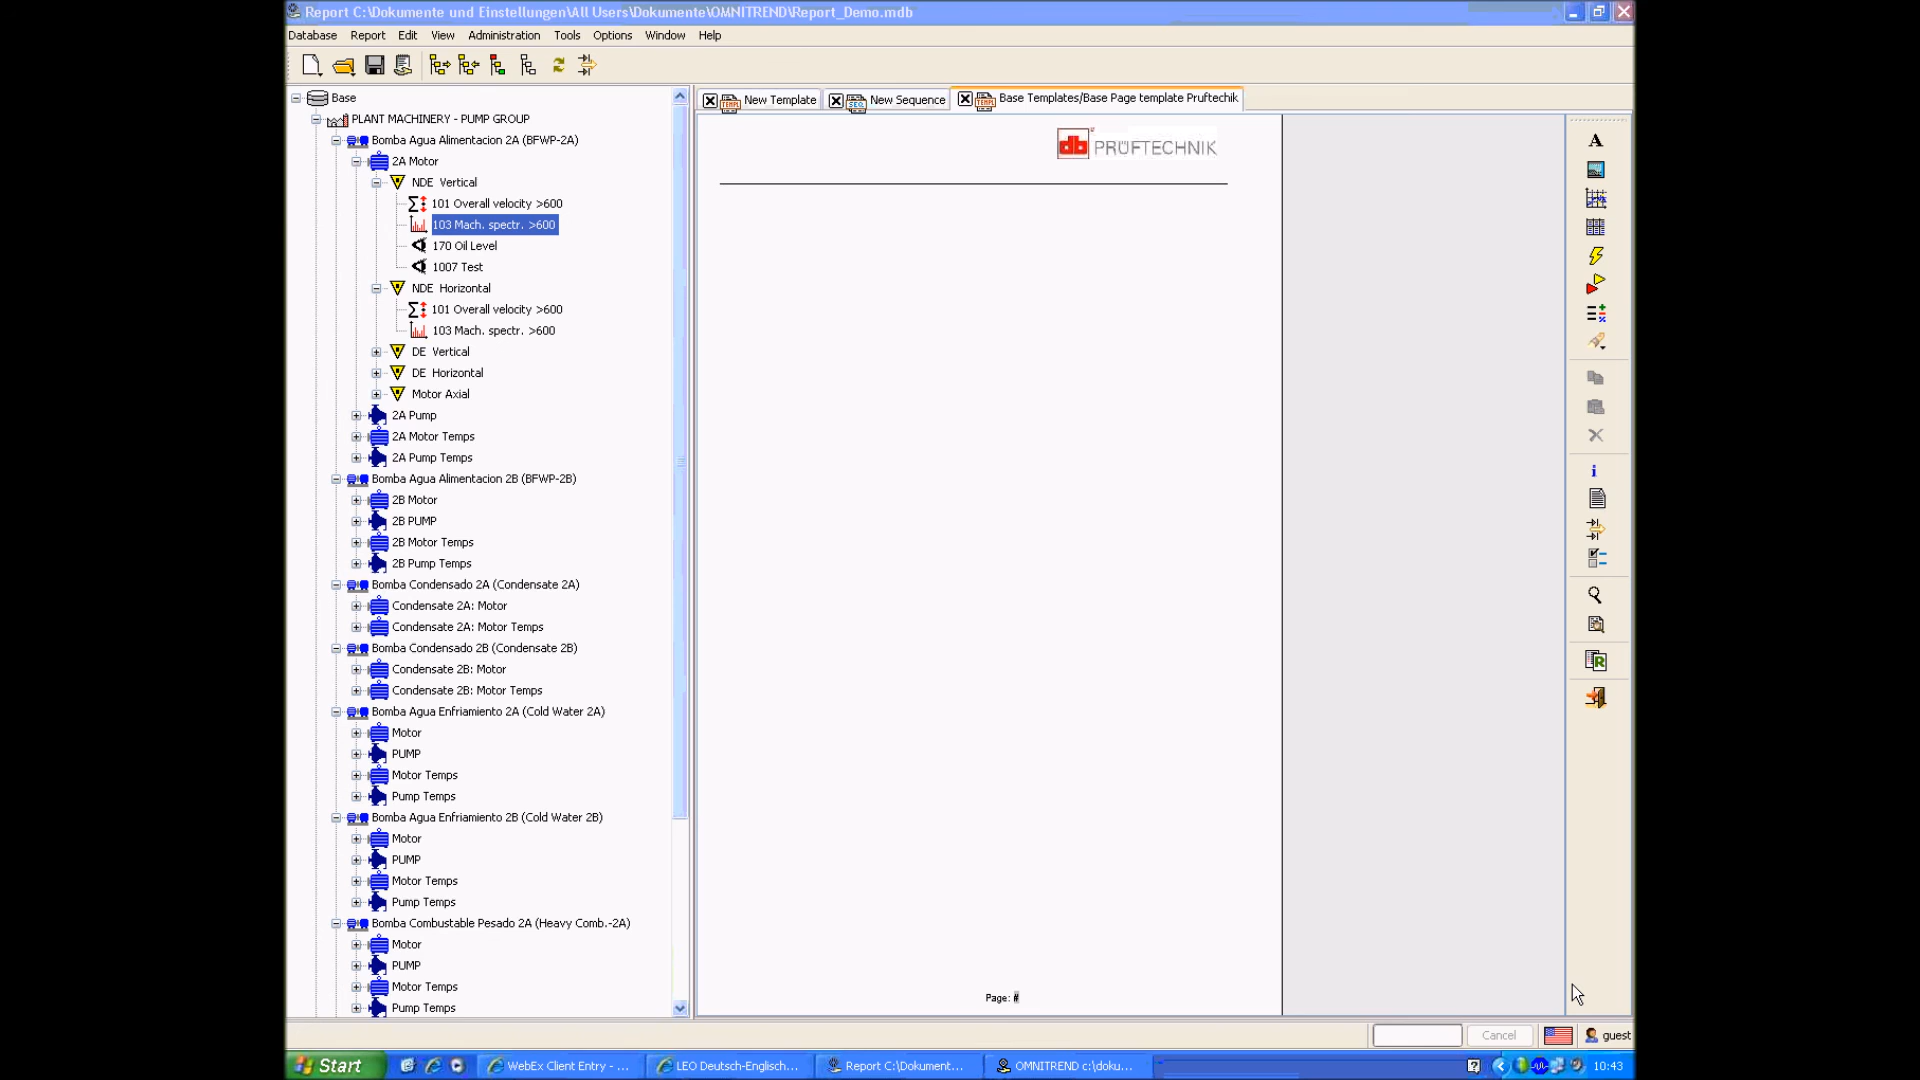 Report C:\Dokumente und Einstellungen\All Users\Dokumente\OMNITREND\Report_Demo.mdb
Database Report Edit View Administration Tools Options Window Help
Base
PLANT MACHINERY - PUMP GROUP
Bomba Agua Alimentacion 2A (BFWP-2A)
2A Motor
NDE Vertical
101 Overall velocity >600
103 Mach. spectr. >600
170 Oil Level
1007 Test
NDE Horizontal
101 Overall velocity >600
103 Mach. spectr. >600
DE Vertical
DE Horizontal
Motor Axial
2A Pump
2A Motor Temps
2A Pump Temps
Bomba Agua Alimentacion 2B (BFWP-2B)
2B Motor
2B PUMP
2B Motor Temps
2B Pump Temps
Bomba Condensado 2A (Condensate 2A)
Condensate 2A: Motor
Condensate 2A: Motor Temps
Bomba Condensado 2B (Condensate 2B)
Condensate 2B: Motor
Condensate 2B: Motor Temps
Bomba Agua Enfriamiento 2A (Cold Water 2A)
Motor
PUMP
Motor Temps
Pump Temps
Bomba Agua Enfriamiento 2B (Cold Water 2B)
Motor
PUMP
Motor Temps
Pump Temps
Bomba Combustable Pesado 2A (Heavy Comb.-2A)
Motor
PUMP
Motor Temps
Pump Temps
New Template New Sequence Base Templates/Base Page template Pruftechik
db PRÜFTECHNIK
Page: #
Cancel guest
Start WebEx Client Entry - ... LEO Deutsch-Englisch... Report C:\Dokument... OMNITREND c:\doku... 10:43